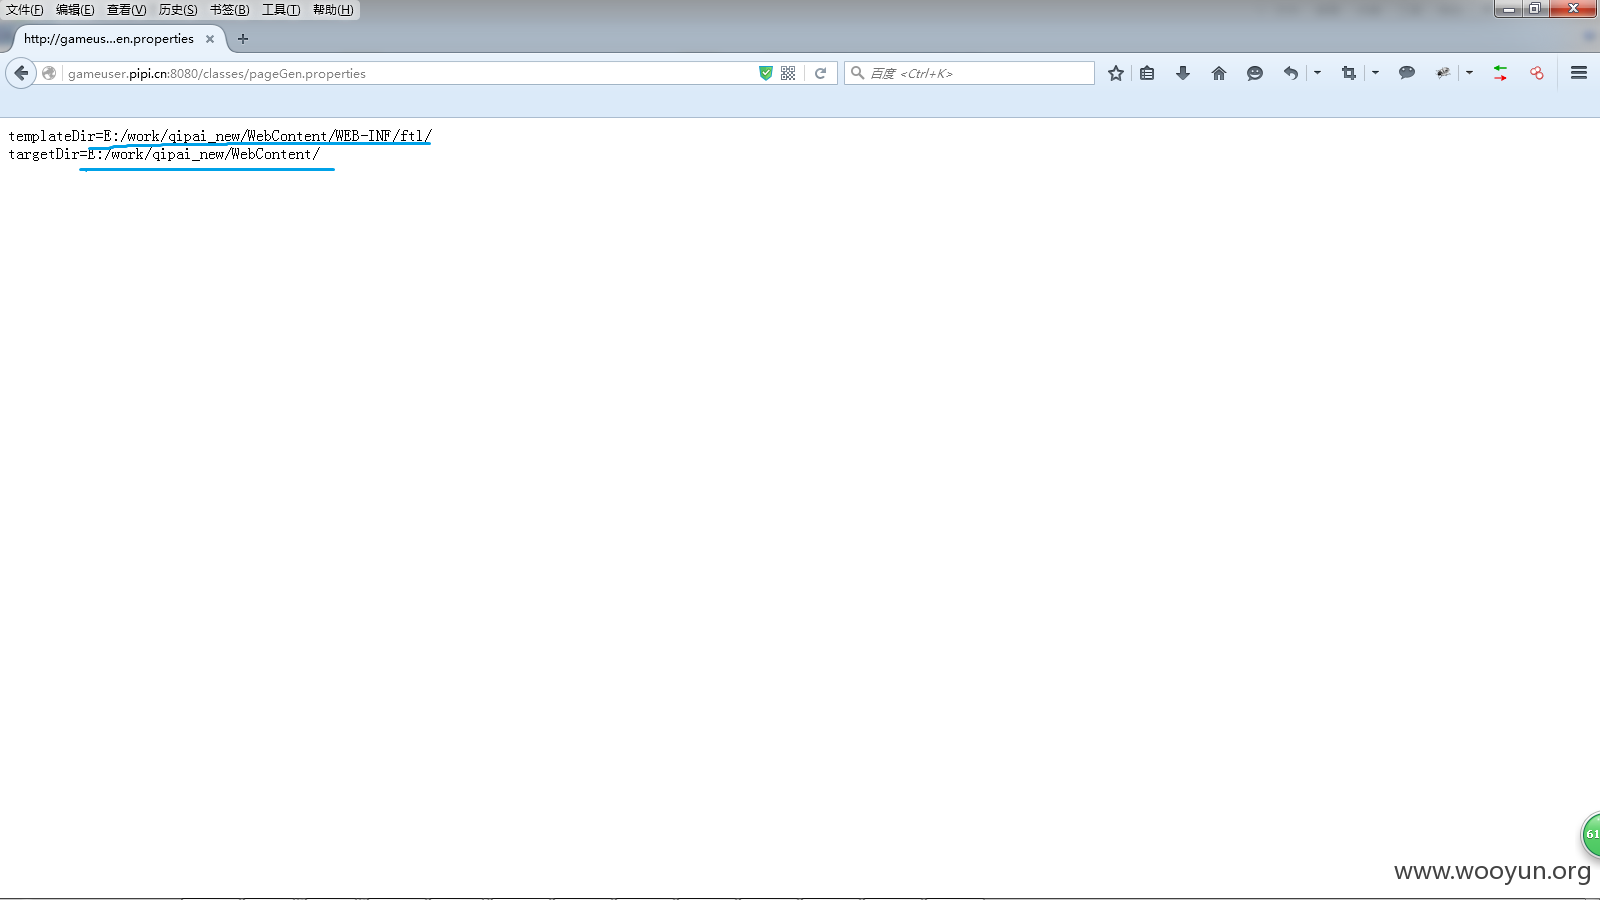 文件(F) 编辑(E) 查看(V) 历史(S) 书签(B) 工具(T) 帮助(H)
http://gameus...en.properties
gameuser.pipi.cn:8080/classes/pageGen.properties
百度 <Ctrl+K>
templateDir=E:/work/qipai_new/WebContent/WEB-INF/ftl/
targetDir=E:/work/qipai_new/WebContent/
61
www.wooyun.org